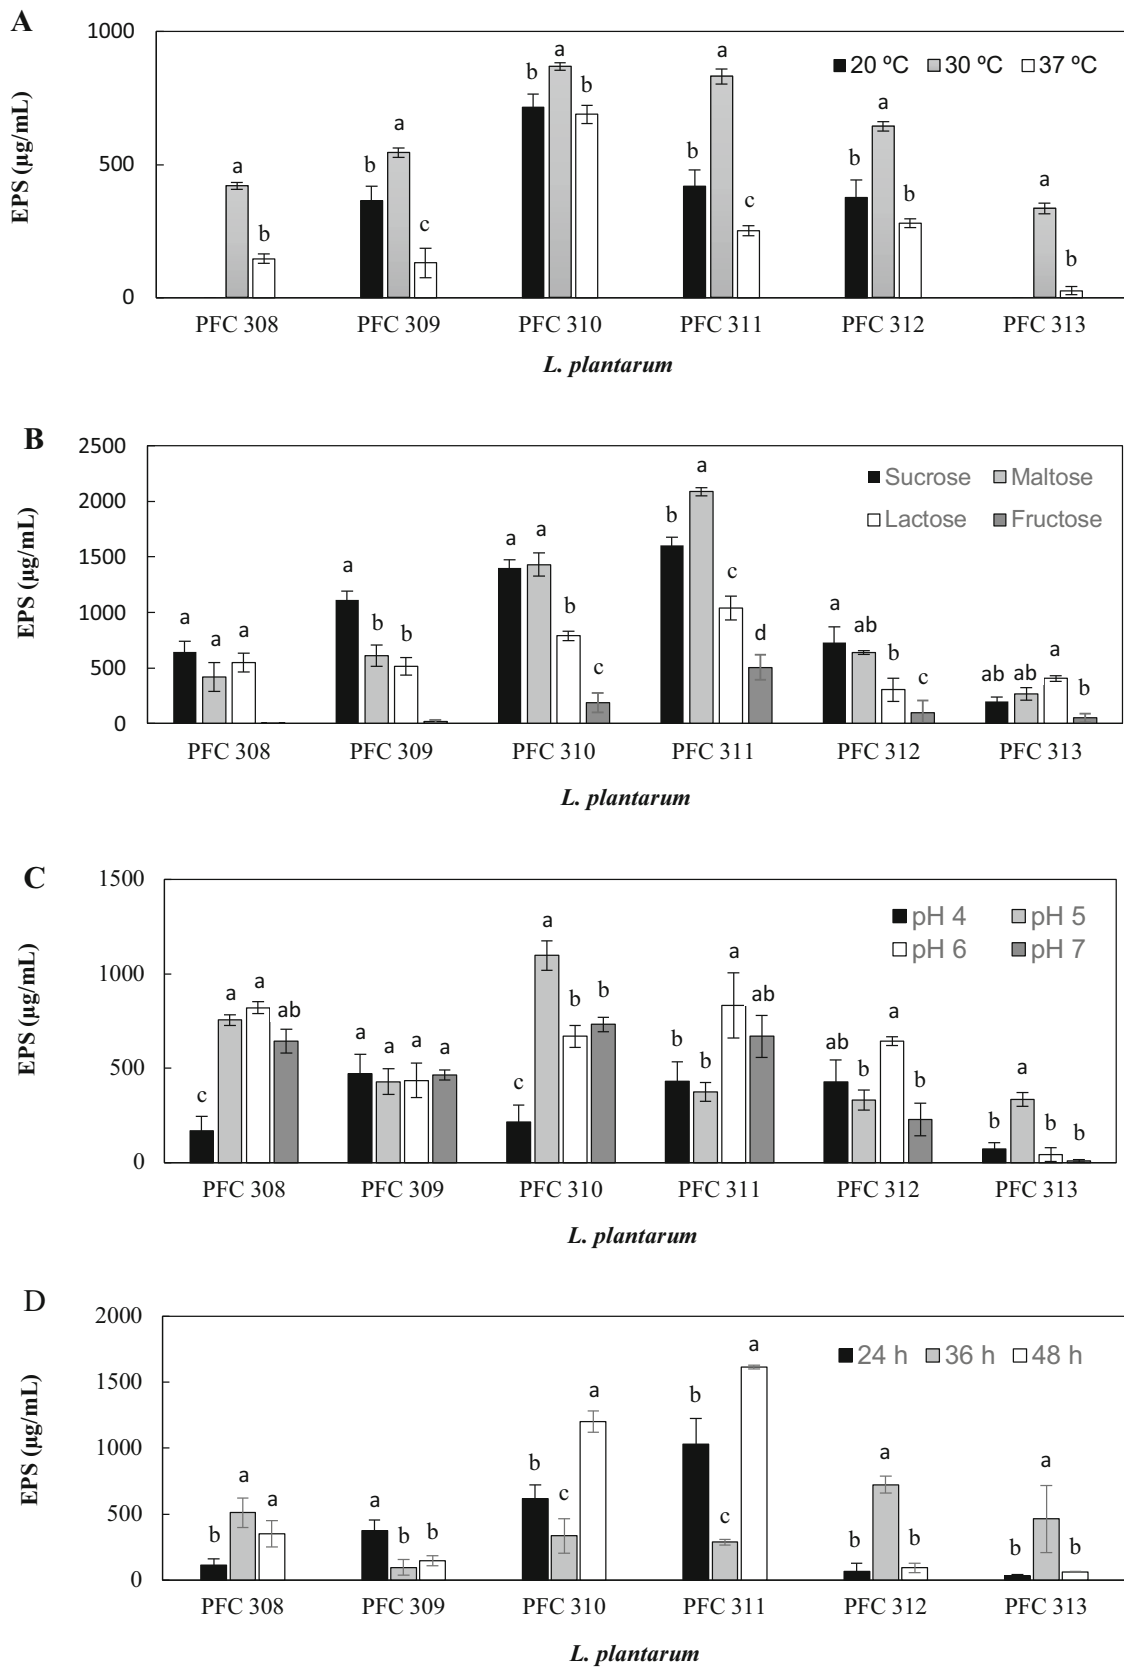 A
1000
500
0
EPS (µg/mL)
20 ºC 30 ºC 37 ºC
a b
b a c
b a b
b a c
b a b
a b
PFC 308 PFC 309 PFC 310 PFC 311 PFC 312 PFC 313
L. plantarum
B
2500
2000
1500
1000
500
0
EPS (µg/mL)
Sucrose Maltose
Lactose Fructose
a a a
a b b
a a b c
b a c d
a ab b c
ab ab a b
PFC 308 PFC 309 PFC 310 PFC 311 PFC 312 PFC 313
L. plantarum
C
1500
1000
500
0
EPS (µg/mL)
pH 4 pH 5
pH 6 pH 7
c a a ab
a a a a
c a b b
b b a ab
ab b a b
b a b b
PFC 308 PFC 309 PFC 310 PFC 311 PFC 312 PFC 313
L. plantarum
D
2000
1500
1000
500
0
EPS (µg/mL)
24 h 36 h 48 h
b a a
a b b
b c a
b c a
b a b
b a b
PFC 308 PFC 309 PFC 310 PFC 311 PFC 312 PFC 313
L. plantarum